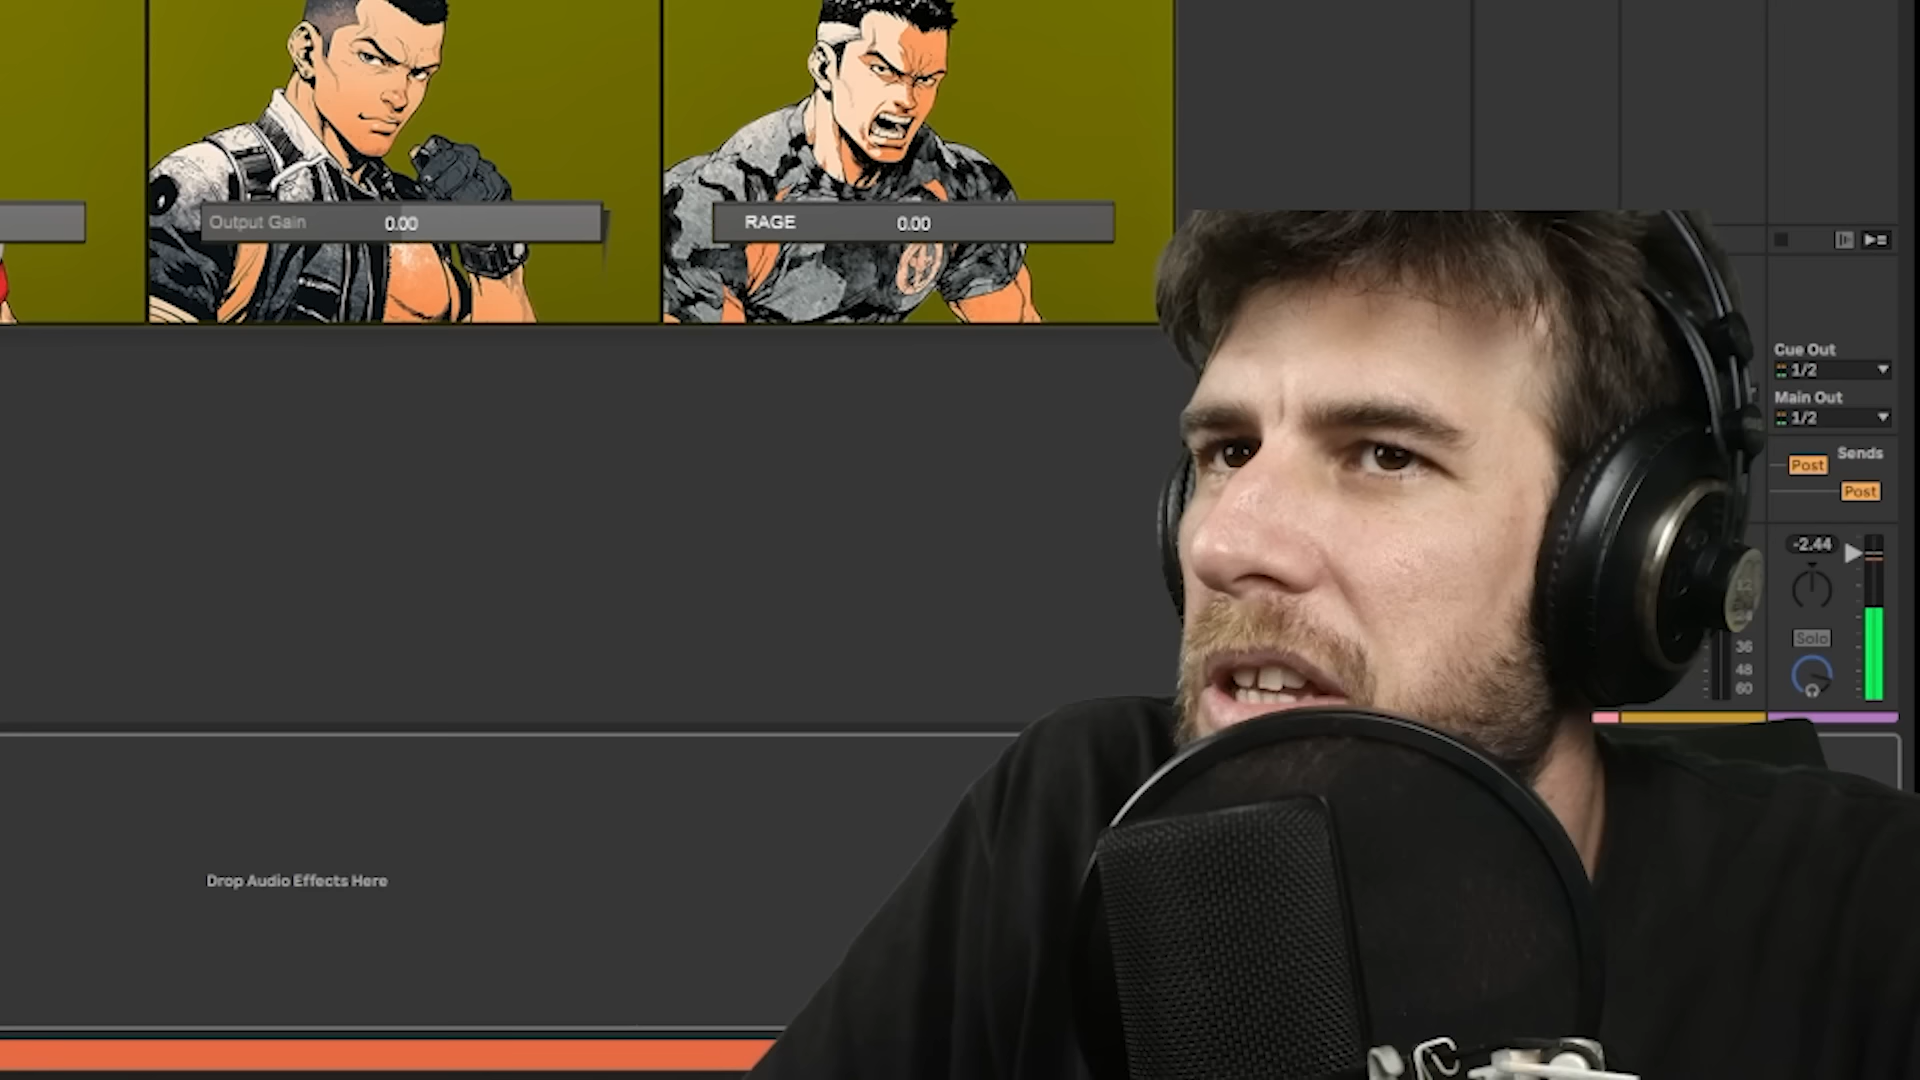 Output Gain 0.00
RAGE 0.00
Cue Out
1/2
Main Out
1/2
Sends
Post
Post
-2.44
Solo
36
48
60
Drop Audio Effects Here